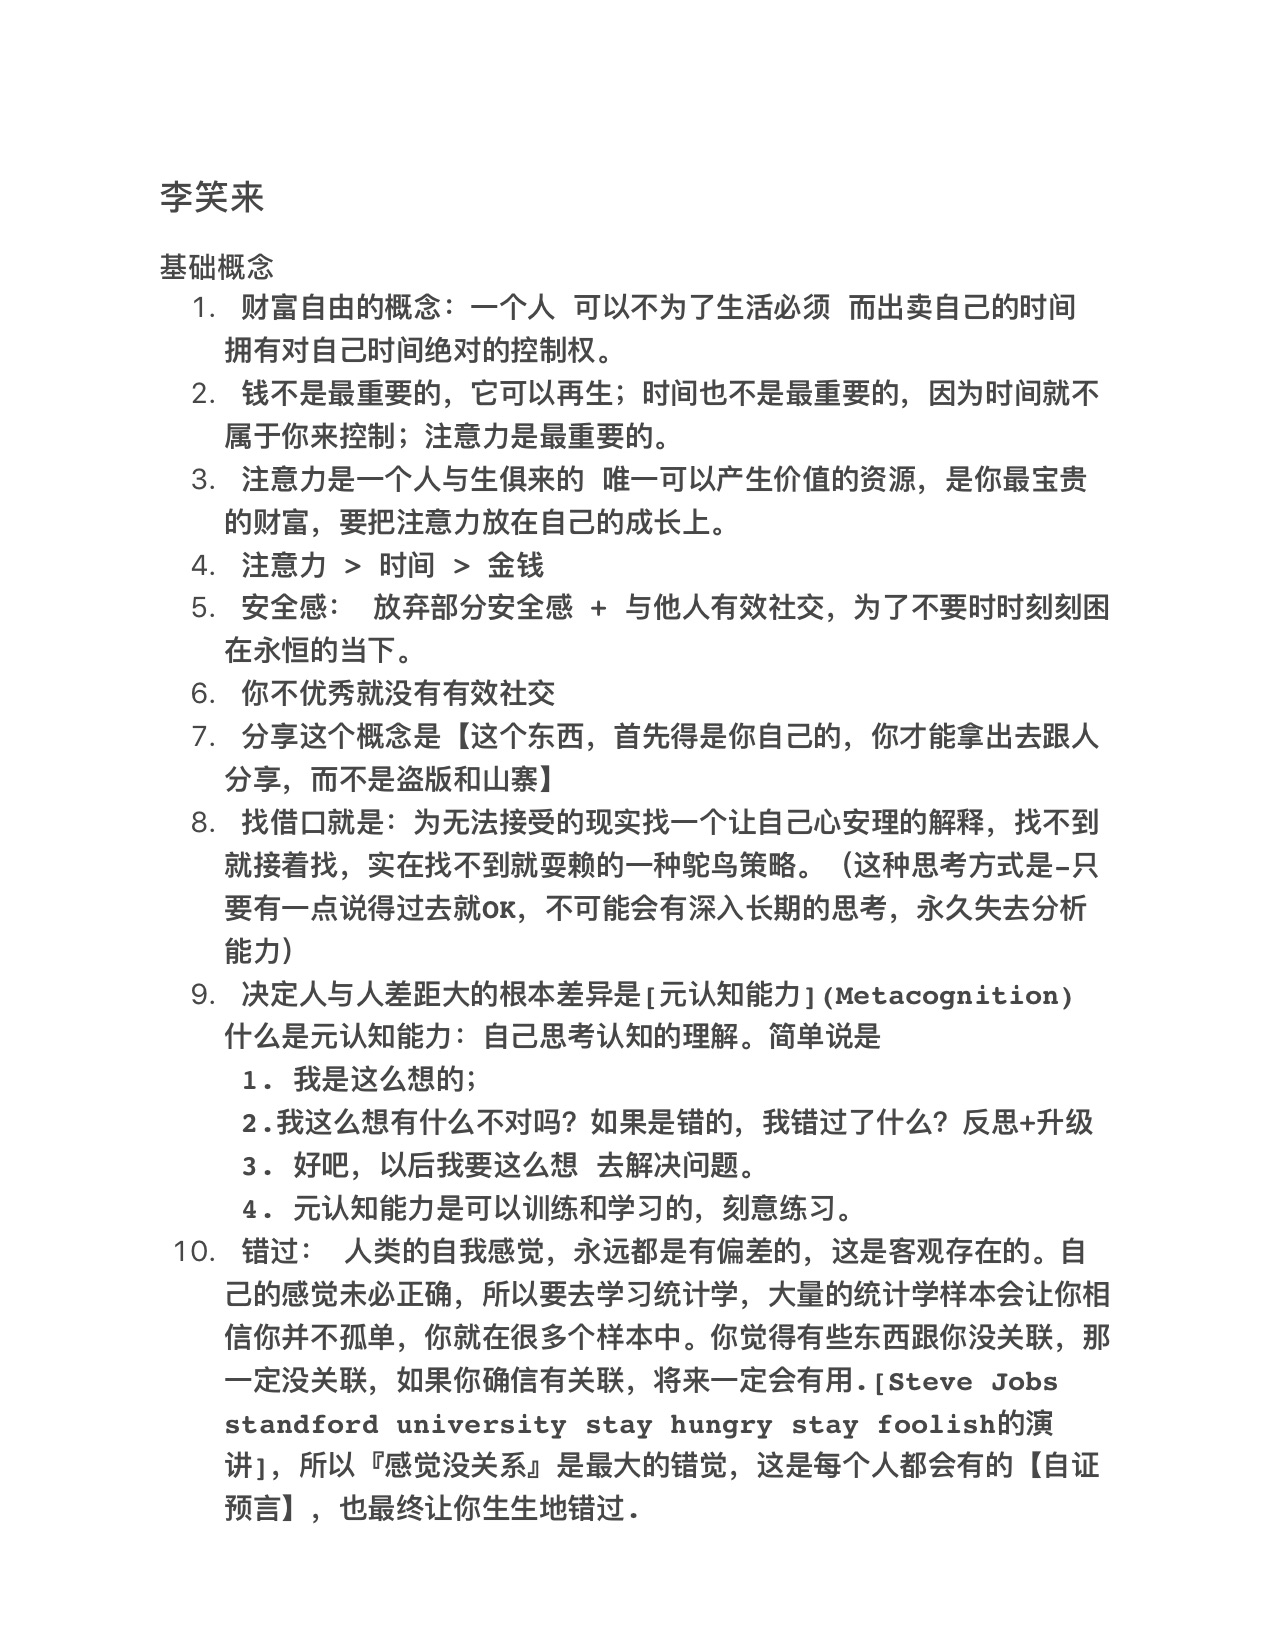 李笑来
基础概念
1. 财富自由的概念：一个人 可以不为了生活必须 而出卖自己的时间
拥有对自己时间绝对的控制权。
2. 钱不是最重要的，它可以再生；时间也不是最重要的，因为时间就不
属于你来控制；注意力是最重要的。
3. 注意力是一个人与生俱来的 唯一可以产生价值的资源，是你最宝贵
的财富，要把注意力放在自己的成长上。
4. 注意力 > 时间 > 金钱
5. 安全感： 放弃部分安全感 + 与他人有效社交，为了不要时时刻刻困
在永恒的当下。
6. 你不优秀就没有有效社交
7. 分享这个概念是【这个东西，首先得是你自己的，你才能拿出去跟人
分享，而不是盗版和山寨】
8. 找借口就是：为无法接受的现实找一个让自己心安理的解释，找不到
就接着找，实在找不到就耍赖的一种鸵鸟策略。（这种思考方式是-只
要有一点说得过去就OK，不可能会有深入长期的思考，永久失去分析
能力）
9. 决定人与人差距大的根本差异是[元认知能力](Metacognition)
什么是元认知能力：自己思考认知的理解。简单说是
1. 我是这么想的；
2.我这么想有什么不对吗？如果是错的，我错过了什么？反思+升级
3. 好吧，以后我要这么想 去解决问题。
4. 元认知能力是可以训练和学习的，刻意练习。
10. 错过： 人类的自我感觉，永远都是有偏差的，这是客观存在的。自
己的感觉未必正确，所以要去学习统计学，大量的统计学样本会让你相
信你并不孤单，你就在很多个样本中。你觉得有些东西跟你没关联，那
一定没关联，如果你确信有关联，将来一定会有用.[Steve Jobs
standford university stay hungry stay foolish的演
讲]，所以『感觉没关系』是最大的错觉，这是每个人都会有的【自证
预言】，也最终让你生生地错过.